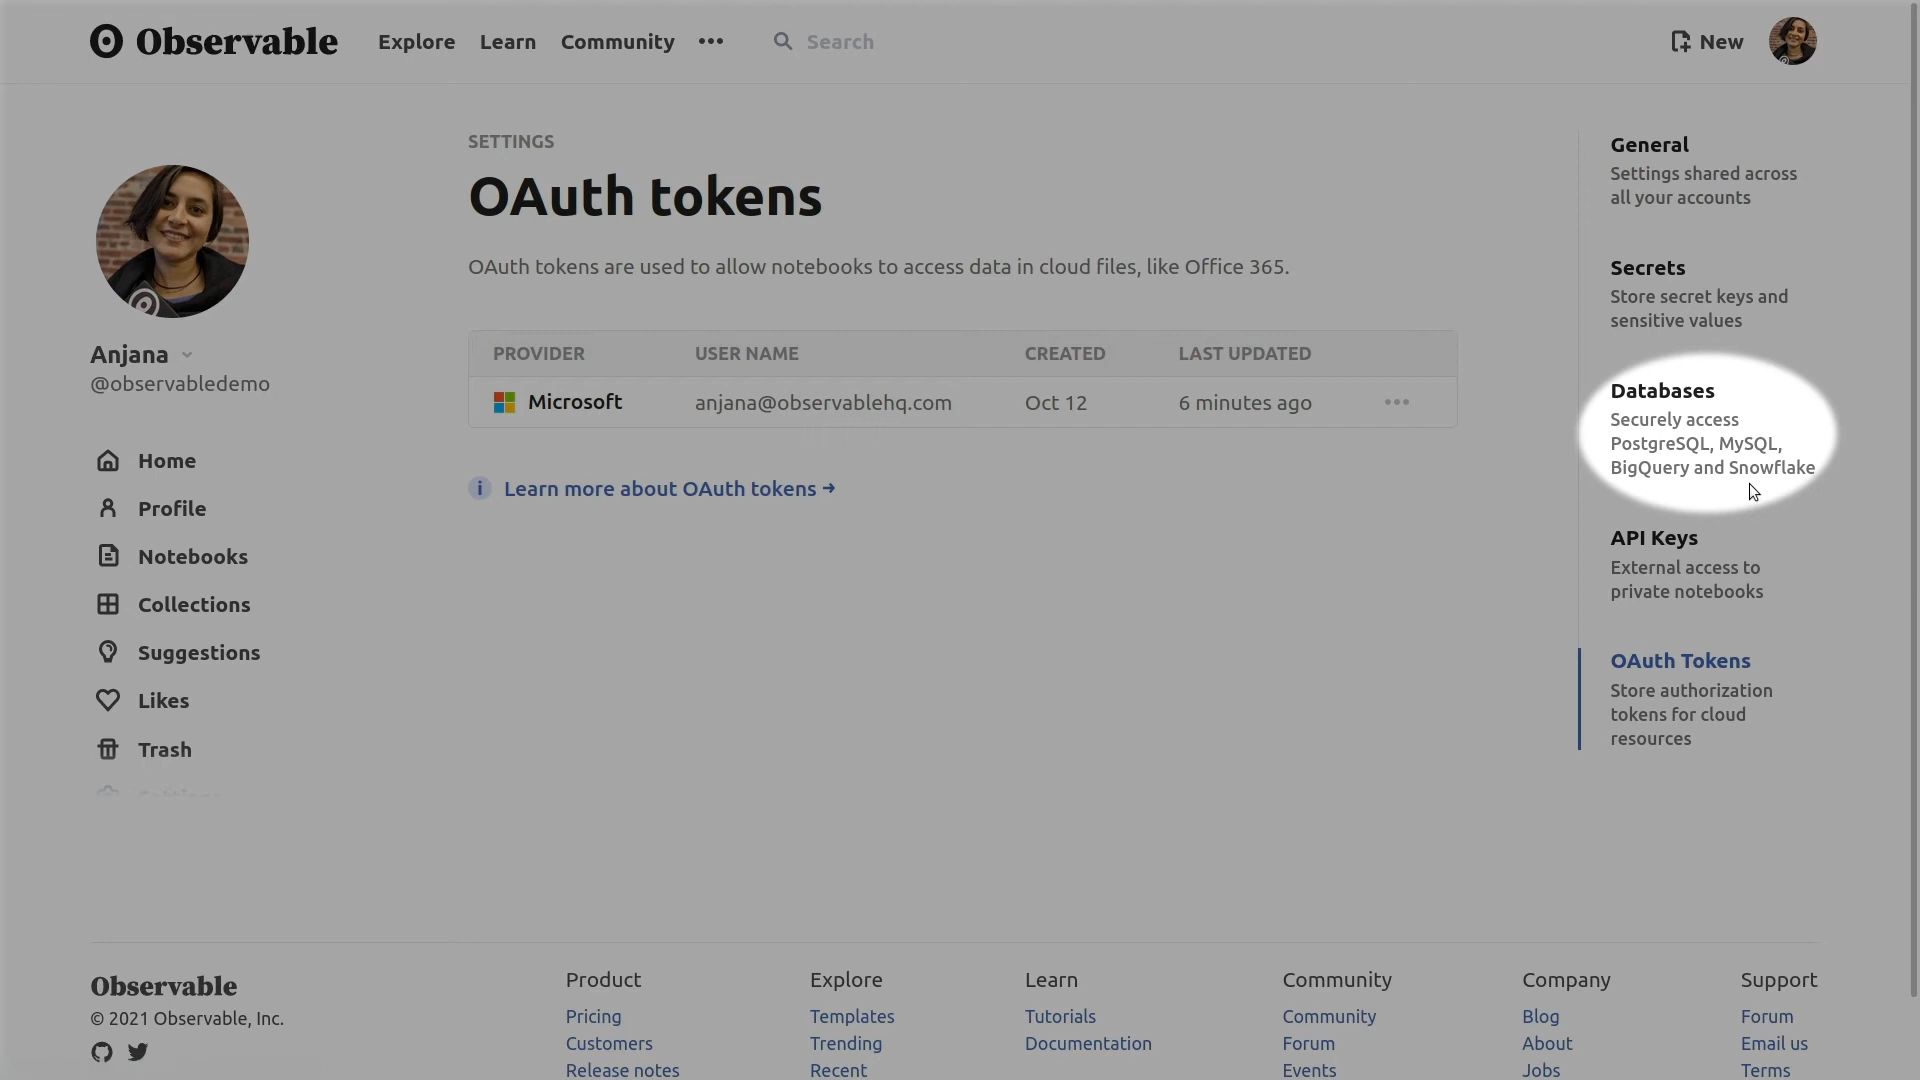 Observable
Explore Learn Community ••• Search
New
SETTINGS
OAuth tokens
OAuth tokens are used to allow notebooks to access data in cloud files, like Office 365.
PROVIDER USER NAME CREATED LAST UPDATED
Microsoft anjana@observablehq.com Oct 12 6 minutes ago •••
Learn more about OAuth tokens →
Anjana
@observabledemo
Home
Profile
Notebooks
Collections
Suggestions
Likes
Trash
Settings
General
Settings shared across
all your accounts
Secrets
Store secret keys and
sensitive values
Databases
Securely access
PostgreSQL, MySQL,
BigQuery and Snowflake
API Keys
External access to
private notebooks
OAuth Tokens
Store authorization
tokens for cloud
resources
Observable
© 2021 Observable, Inc.
Product
Pricing
Customers
Release notes
Explore
Templates
Trending
Recent
Learn
Tutorials
Documentation
Community
Community
Forum
Events
Company
Blog
About
Jobs
Support
Forum
Email us
Terms